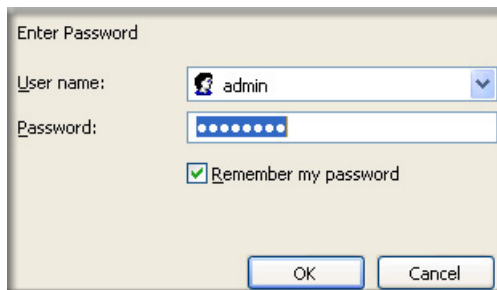 Enter Password
User name: admin
Password: ●●●●●●●●
Remember my password
OK Cancel